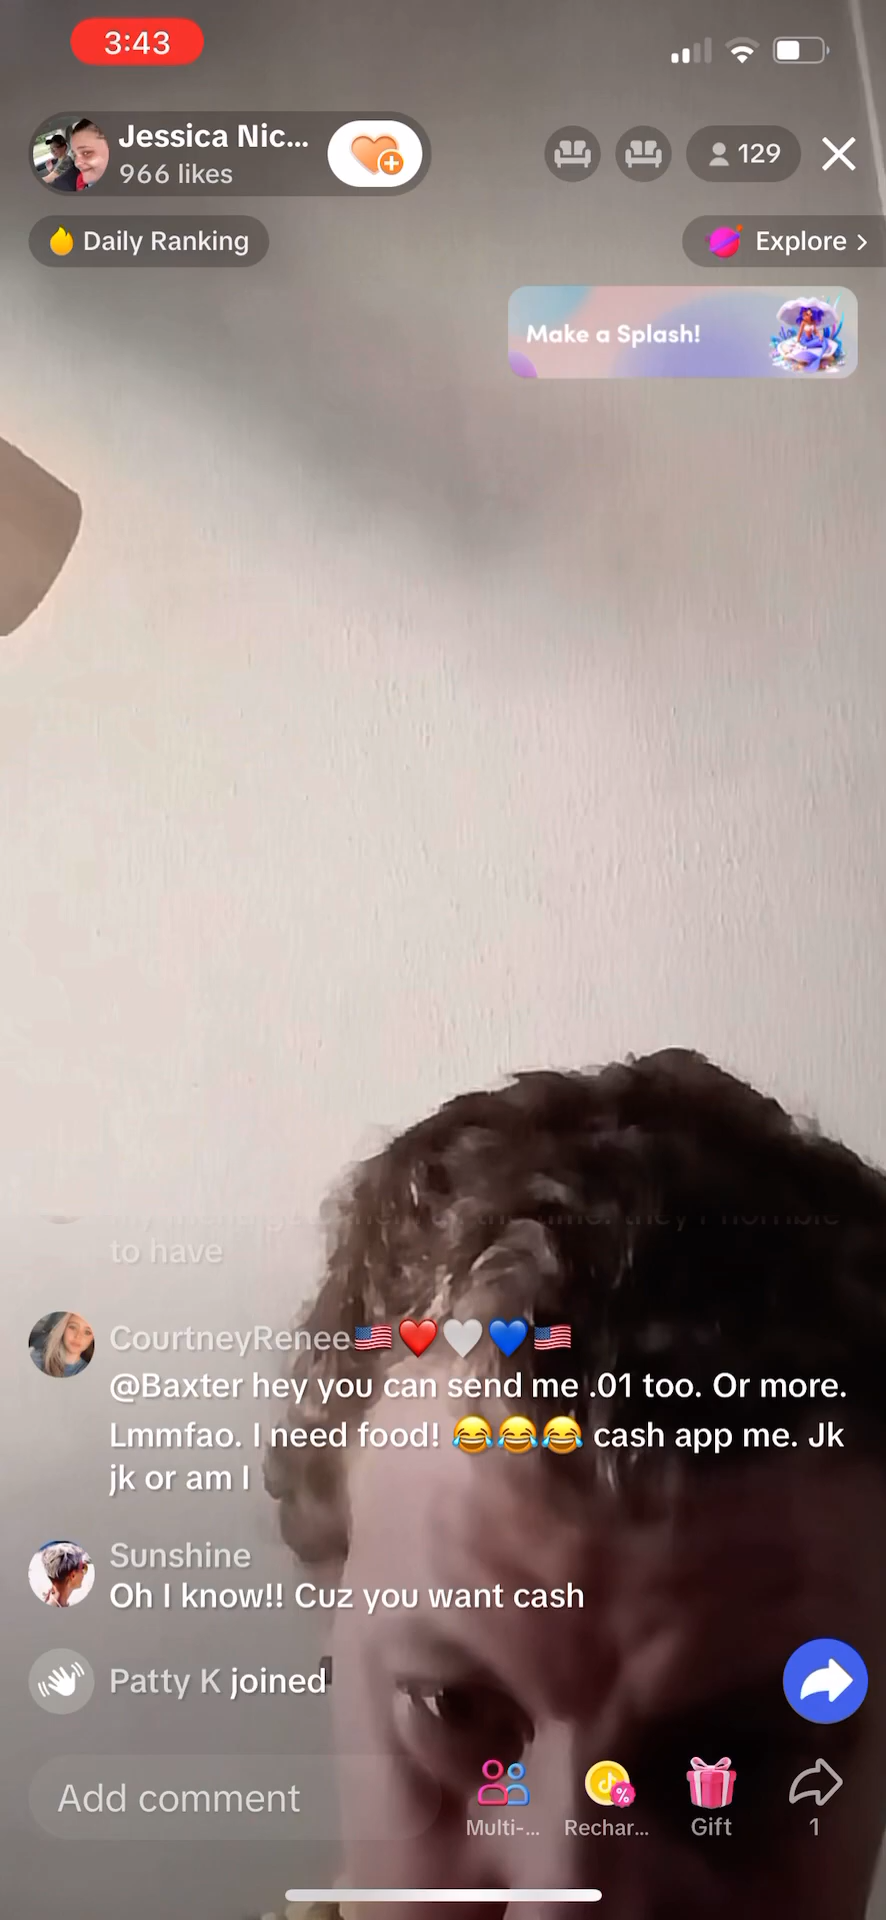 3:43
Jessica Nic...
966 likes
129
Daily Ranking
Explore >
Make a Splash!
to have
CourtneyRenee🇺🇸❤️🤍💙🇺🇸
@Baxter hey you can send me .01 too. Or more.
Lmmfao. I need food! 😂😂😂 cash app me. Jk
jk or am I
Sunshine
Oh I know!! Cuz you want cash
Patty K joined
Add comment
Multi-...
Rechar...
Gift
1